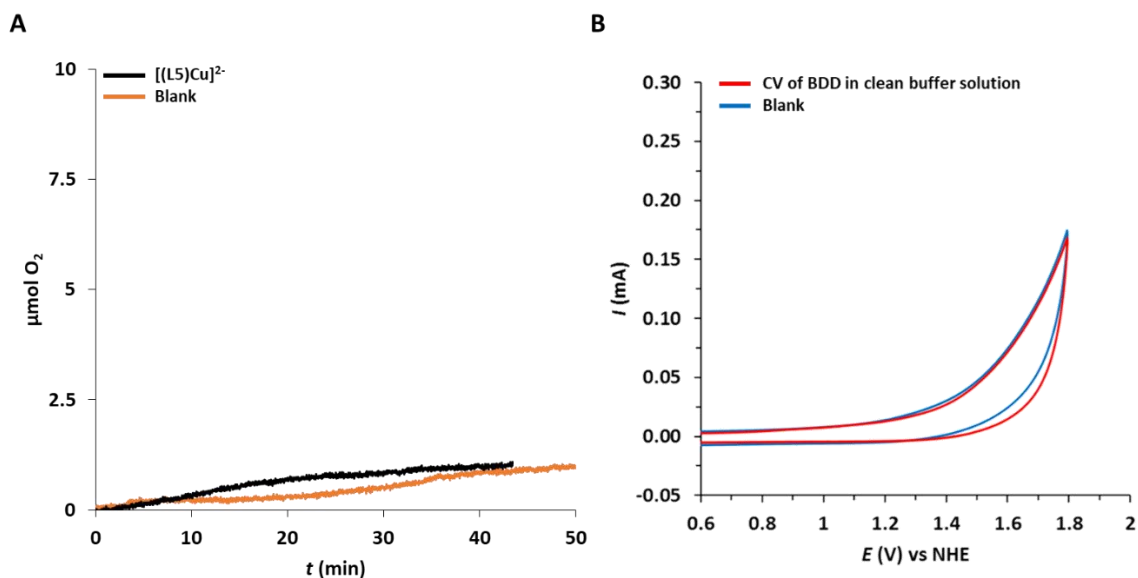 A
B
[(L5)Cu]²⁻
Blank
10
7.5
5
2.5
0
μmol O₂
0
10
20
30
40
50
t (min)
CV of BDD in clean buffer solution
Blank
0.30
0.25
0.20
0.15
0.10
0.05
0.00
-0.05
I (mA)
0.6
0.8
1
1.2
1.4
1.6
1.8
2
E (V) vs NHE